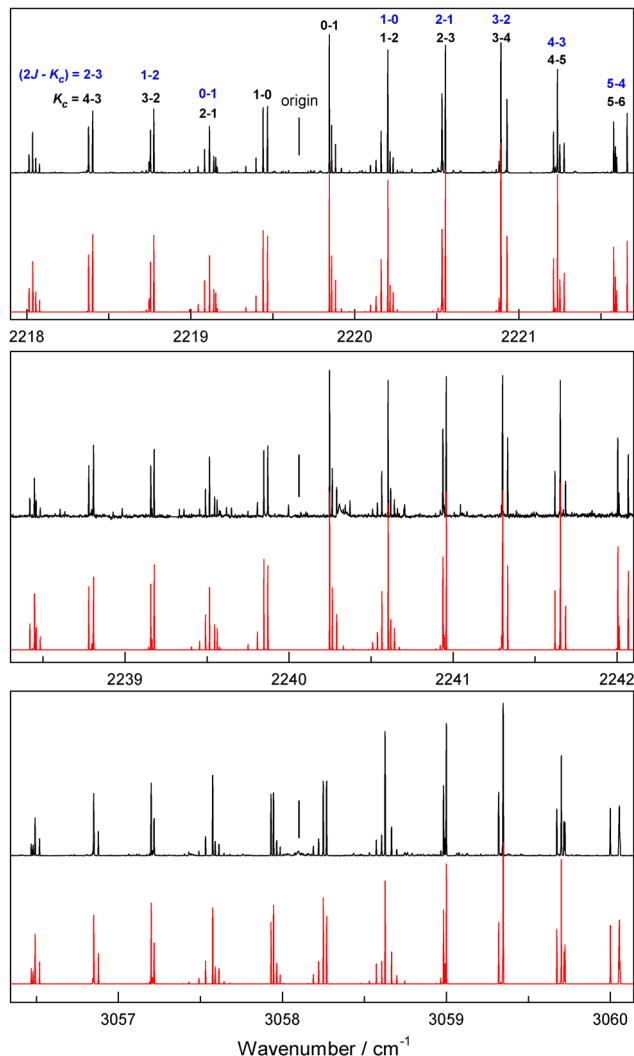 1-0 2-1 3-2
0-1 1-2 2-3 3-4
4-3
4-5
(2J - Kc) = 2-3 1-2
Kc = 4-3 3-2
0-1
2-1
1-0
origin
5-4
5-6
2218 2219 2220 2221
2239 2240 2241 2242
3057 3058 3059 3060
Wavenumber / cm-1